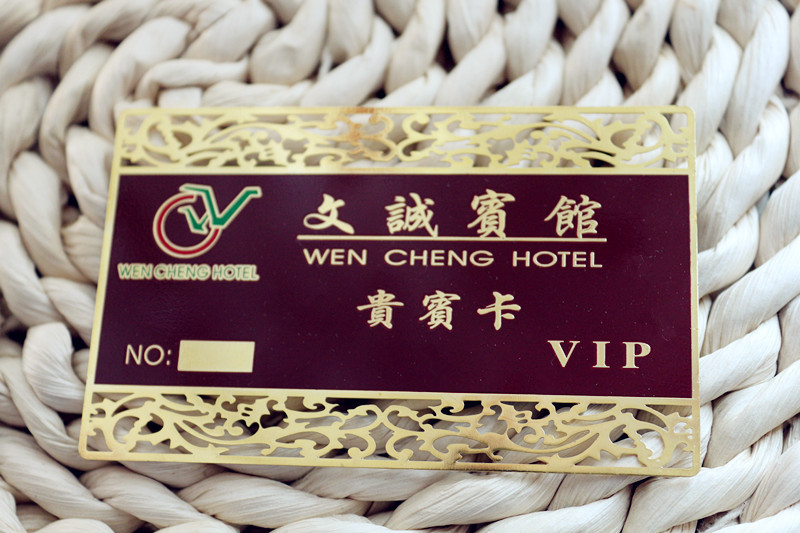 WEN CHENG HOTEL
文誠賓館
WEN CHENG HOTEL
貴賓卡
NO:
VIP